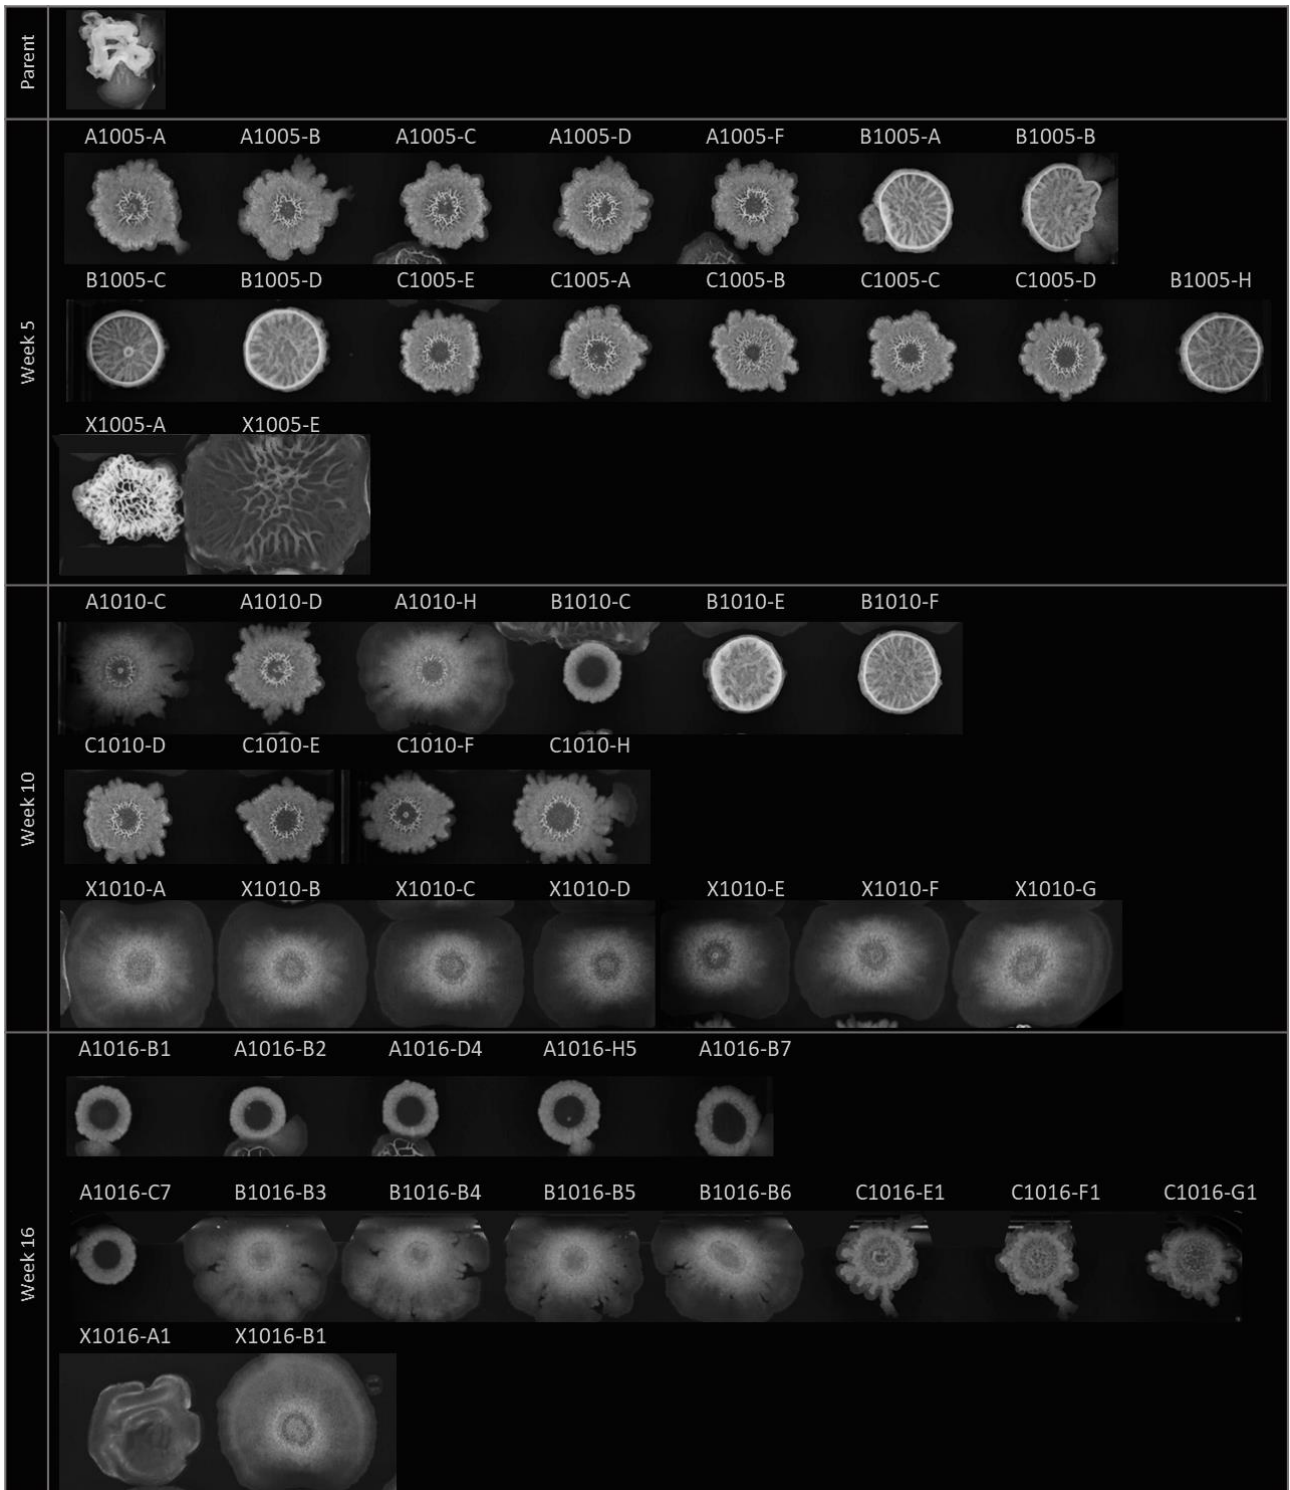 Parent
Week 5
A1005-A A1005-B A1005-C A1005-D A1005-F B1005-A B1005-B
B1005-C B1005-D C1005-E C1005-A C1005-B C1005-C C1005-D B1005-H
X1005-A X1005-E
Week 10
A1010-C A1010-D A1010-H B1010-C B1010-E B1010-F
C1010-D C1010-E C1010-F C1010-H
X1010-A X1010-B X1010-C X1010-D X1010-E X1010-F X1010-G
Week 16
A1016-B1 A1016-B2 A1016-D4 A1016-H5 A1016-B7
A1016-C7 B1016-B3 B1016-B4 B1016-B5 B1016-B6 C1016-E1 C1016-F1 C1016-G1
X1016-A1 X1016-B1